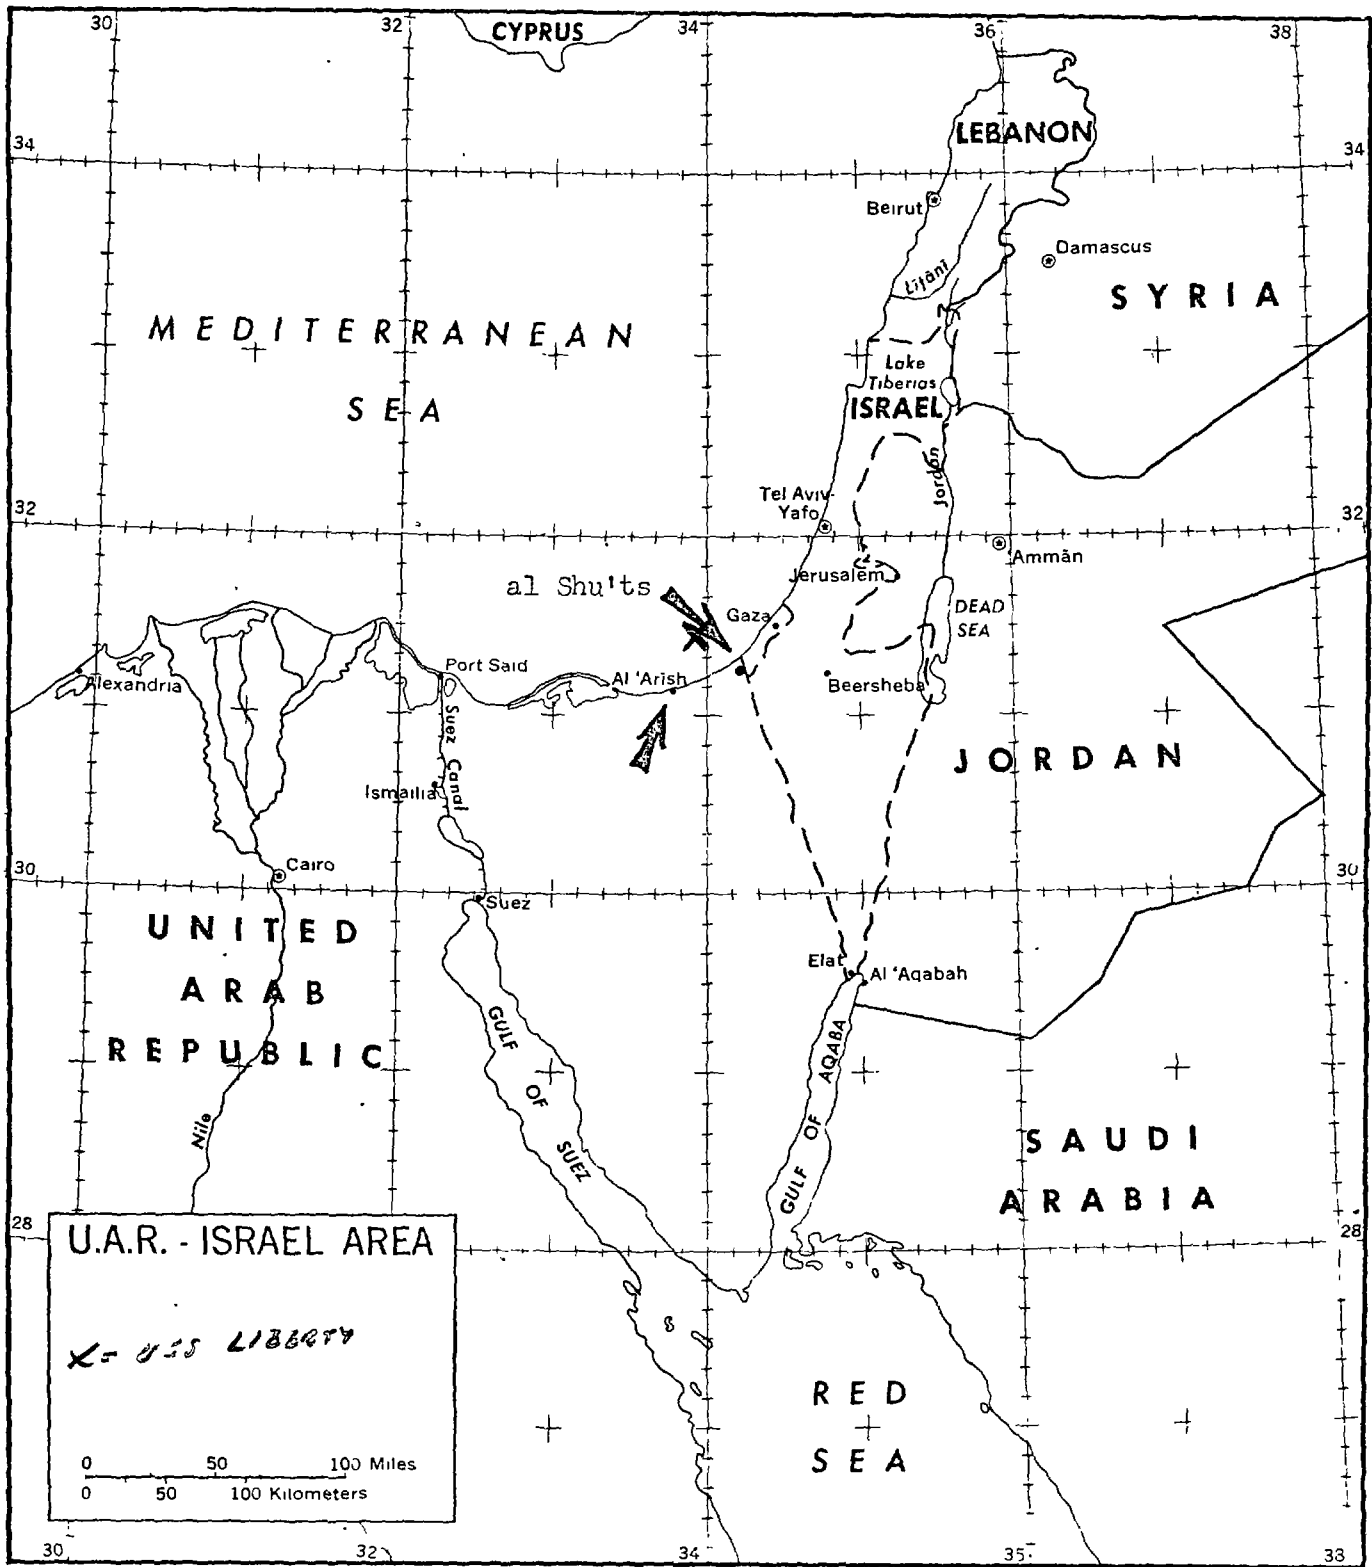 30
32
34
36
38
CYPRUS
LEBANON
34
34
Beirut
Damascus
Līṭānī
SYRIA
MEDITERRANEAN
SEA
Lake
Tiberias
ISRAEL
Jordan
Tel Aviv-
Yafo
32
32
Ammān
Jerusalem
al Shu'ts
Gaza
DEAD
SEA
Port Said
Al 'Arish
Alexandria
Beersheba
Suez Canal
JORDAN
Ismailia
Cairo
30
30
Suez
UNITED
ARAB
REPUBLIC
Elat
Al 'Aqabah
GULF OF SUEZ
GULF OF AQABA
Nile
SAUDI
ARABIA
28
28
U.A.R. - ISRAEL AREA
X = USS LIBERTY
RED
SEA
0 50 100 Miles
0 50 100 Kilometers
30
32
34
35
33